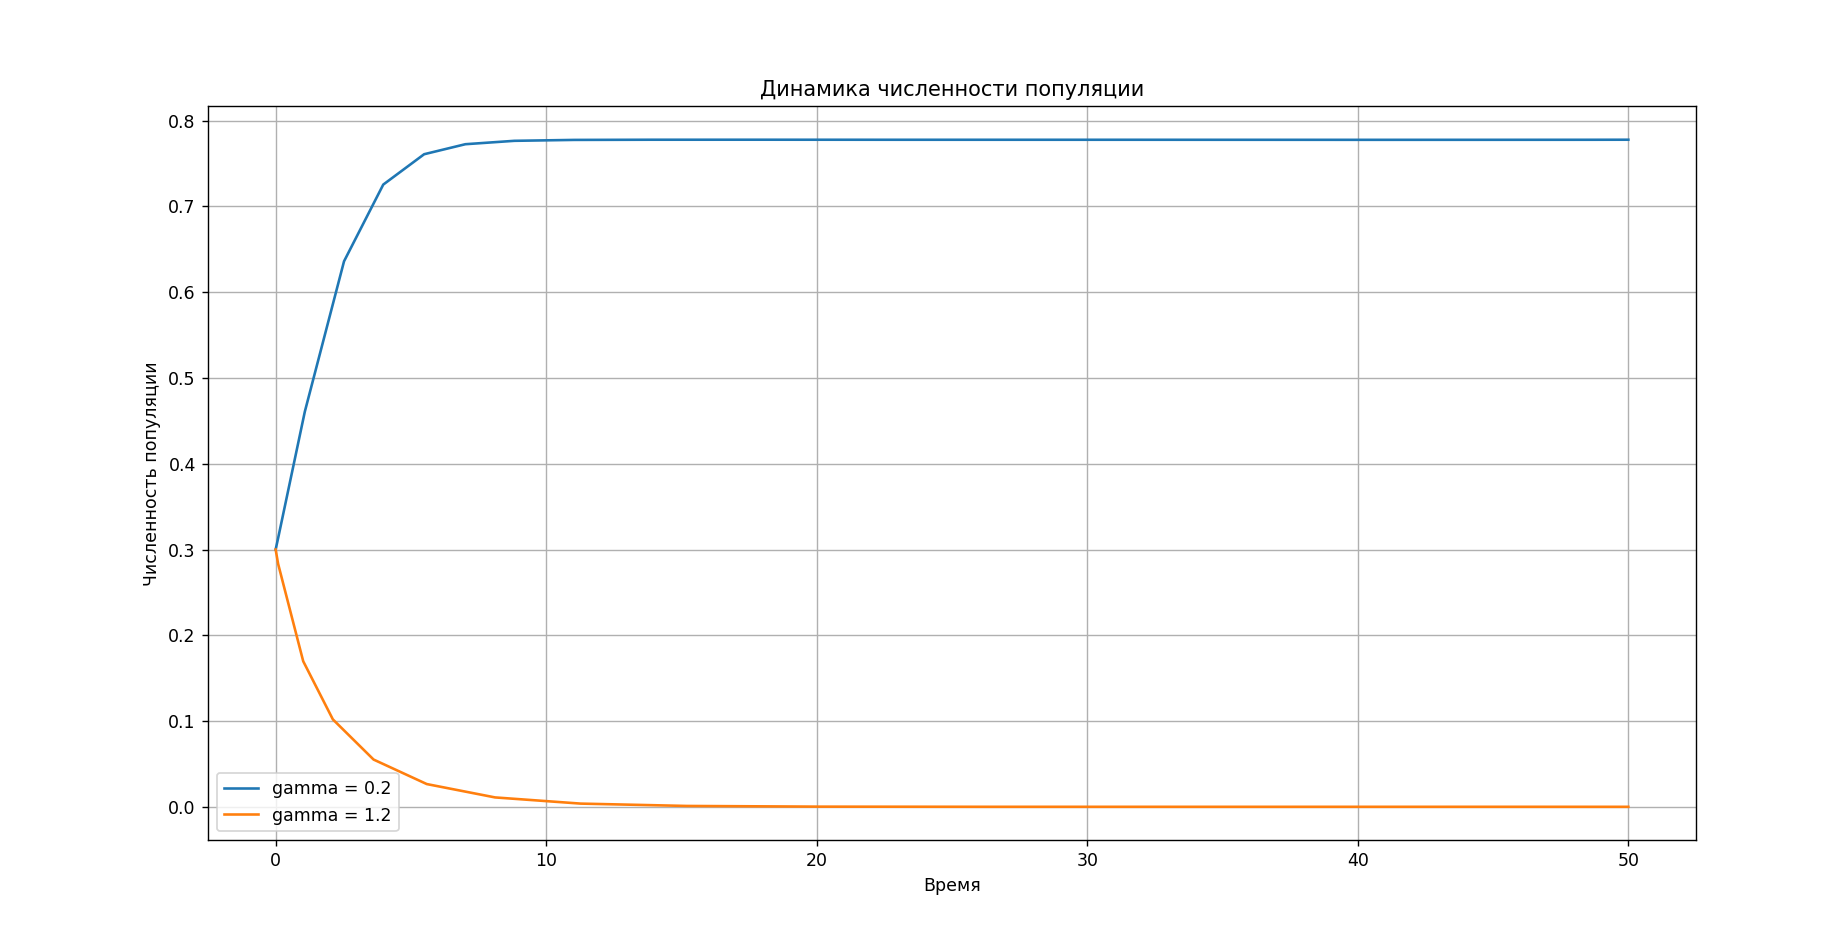 Динамика численности популяции
0.8
0.7
0.6
0.5
0.4
0.3
0.2
0.1
0.0
Численность популяции
gamma = 0.2
gamma = 1.2
0 10 20 30 40 50
Время